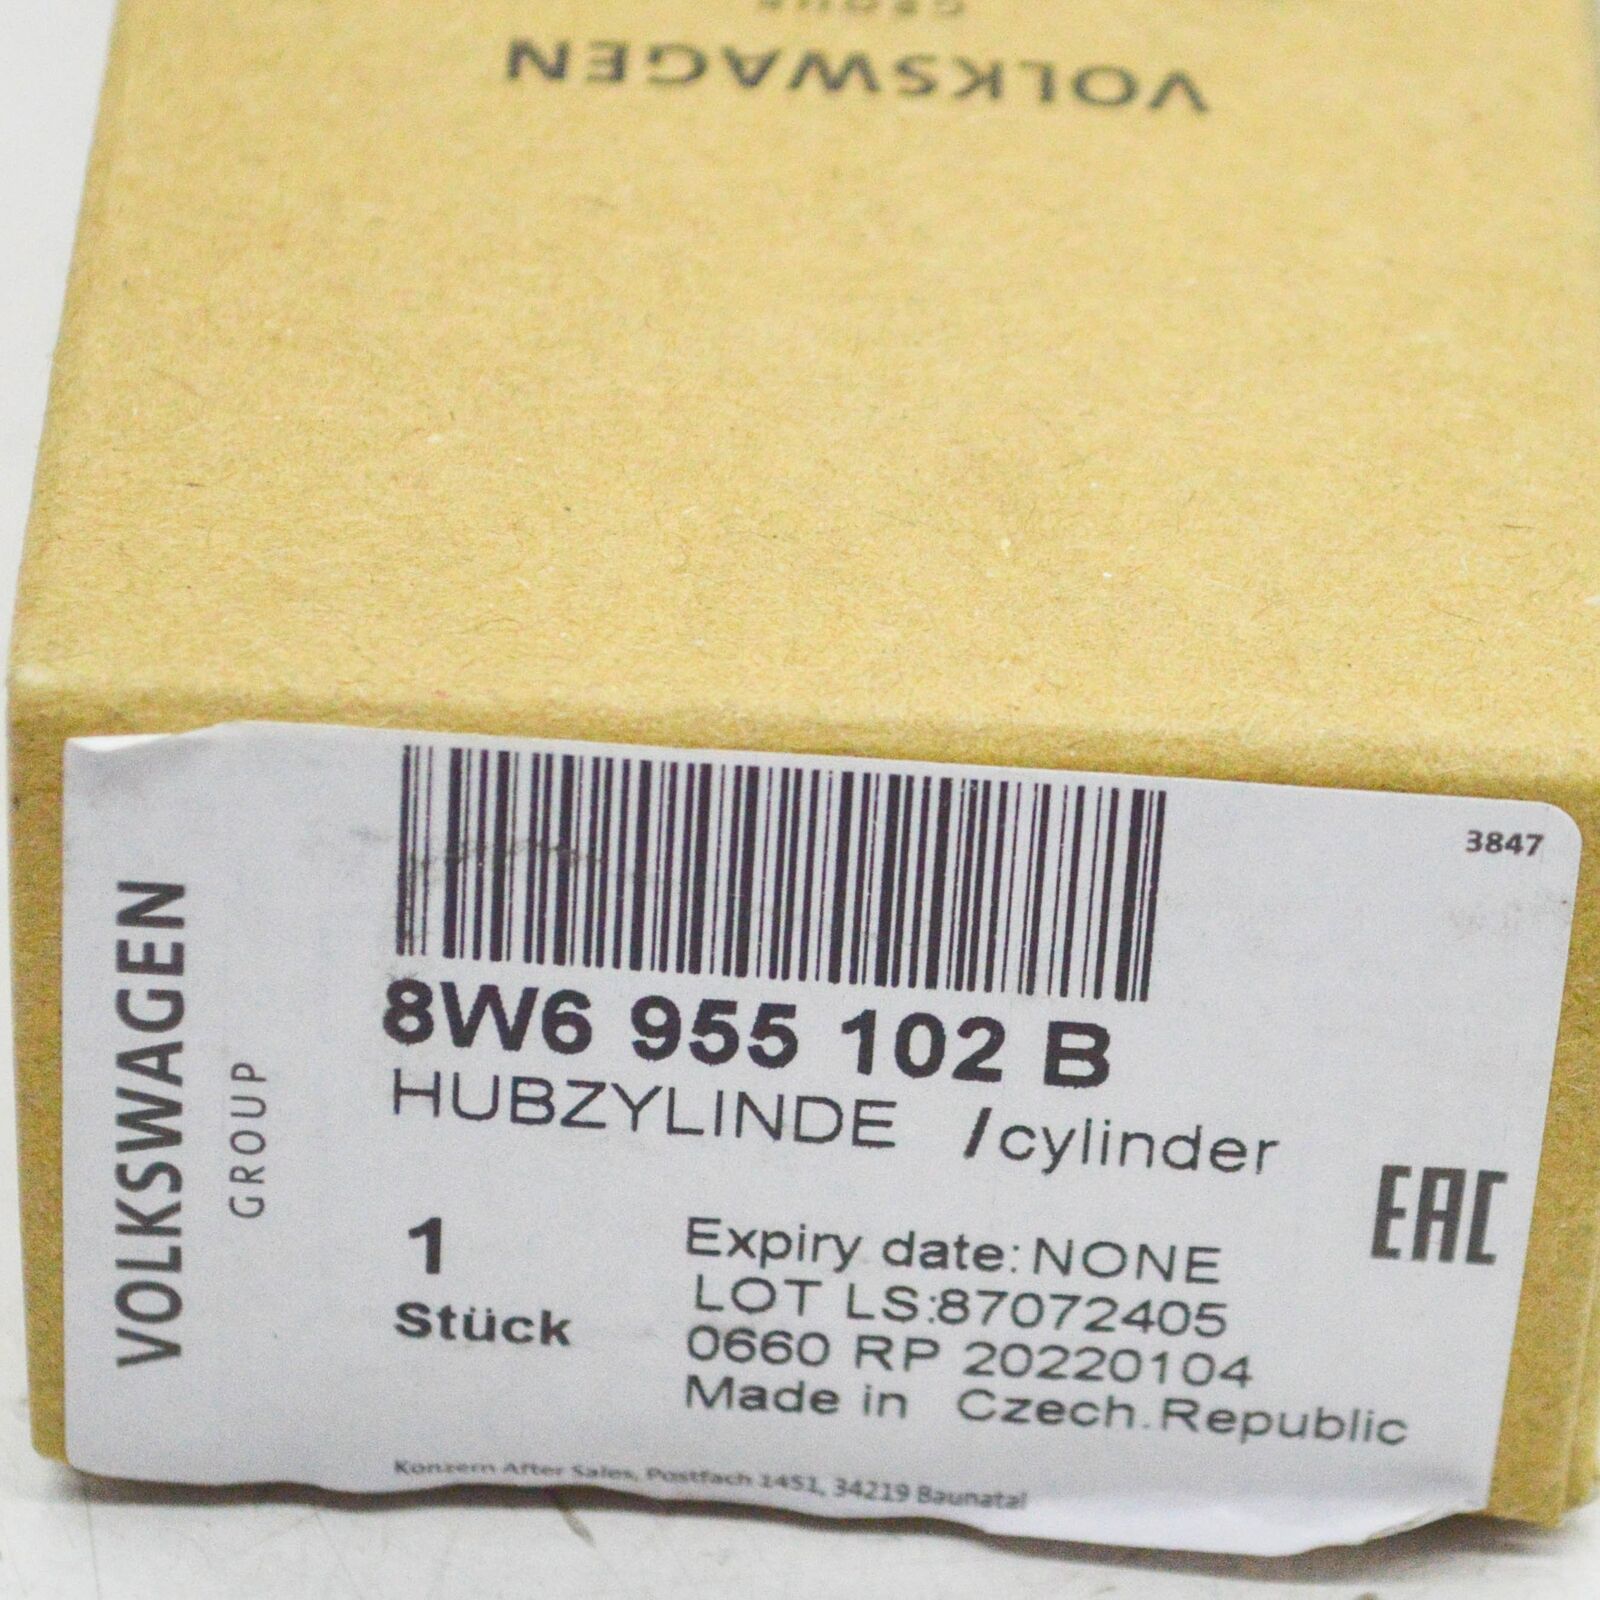 GROUP
VOLKSWAGEN
3847
VOLKSWAGEN
GROUP
8W6 955 102 B
HUBZYLINDE /cylinder
1
Stück
Expiry date: NONE
LOT LS:87072405
0660 RP 20220104
Made in Czech.Republic
EAC
Konzern After Sales, Postfach 1451, 34219 Baunatal